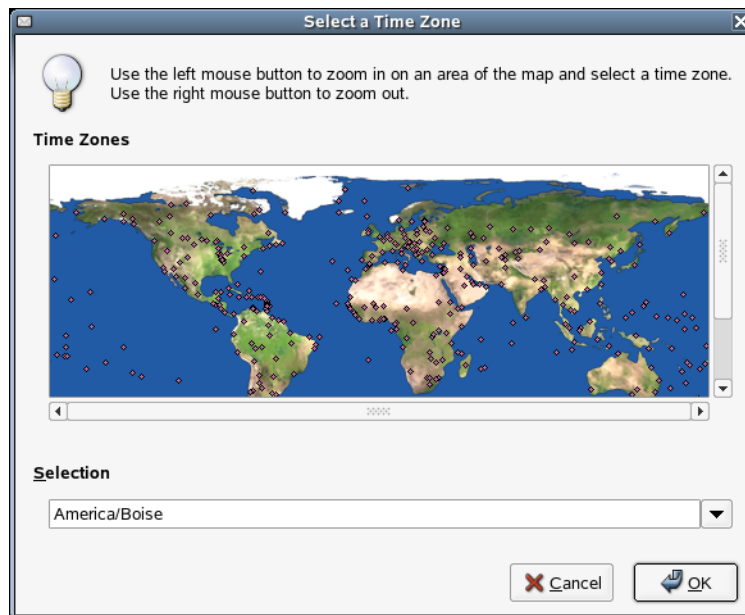 Select a Time Zone
Use the left mouse button to zoom in on an area of the map and select a time zone.
Use the right mouse button to zoom out.
Time Zones
Selection
America/Boise
Cancel
OK